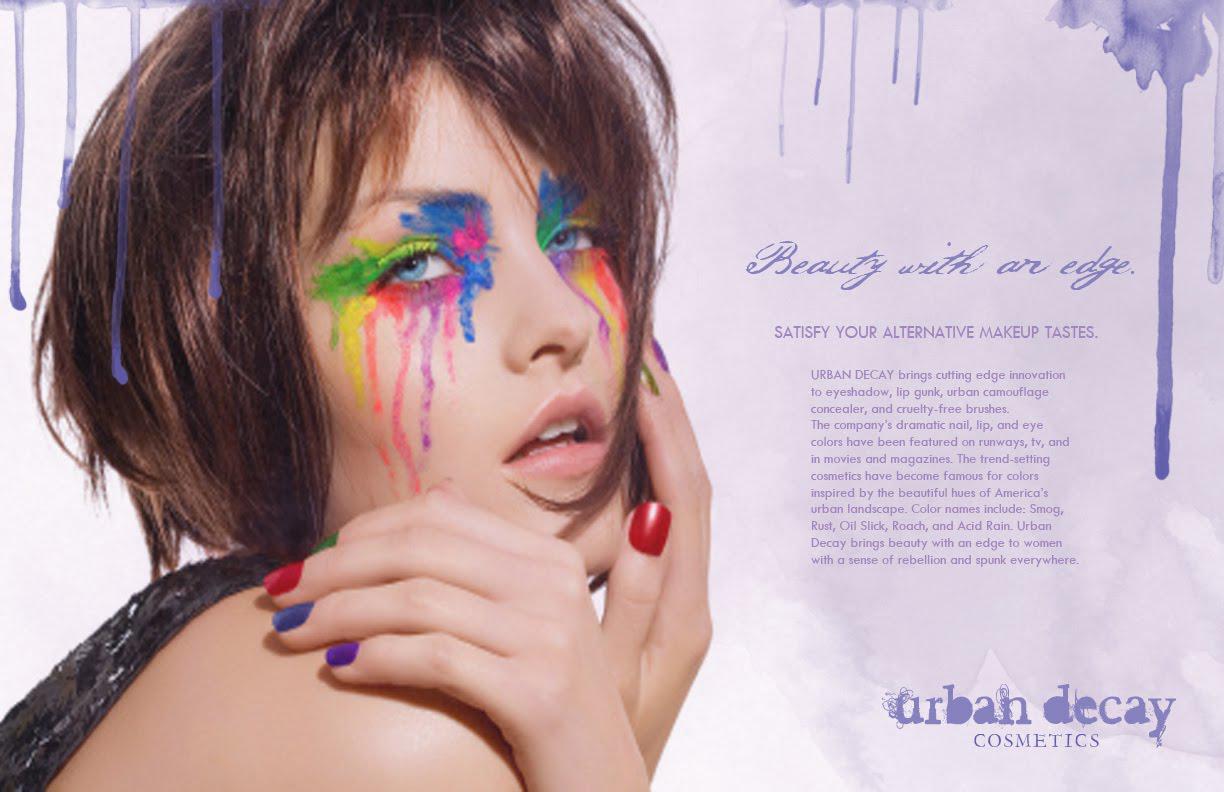 Beauty with an edge.
SATISFY YOUR ALTERNATIVE MAKEUP TASTES.
URBAN DECAY brings cutting edge innovation
to eyeshadow, lip gunk, urban camouflage
concealer, and cruelty-free brushes.
The company's dramatic nail, lip, and eye
colors have been featured on runways, tv, and
in movies and magazines. The trend-setting
cosmetics have become famous for colors
inspired by the beautiful hues of America's
urban landscape. Color names include: Smog,
Rust, Oil Slick, Roach, and Acid Rain. Urban
Decay brings beauty with an edge to women
with a sense of rebellion and spunk everywhere.
urban decay
COSMETICS